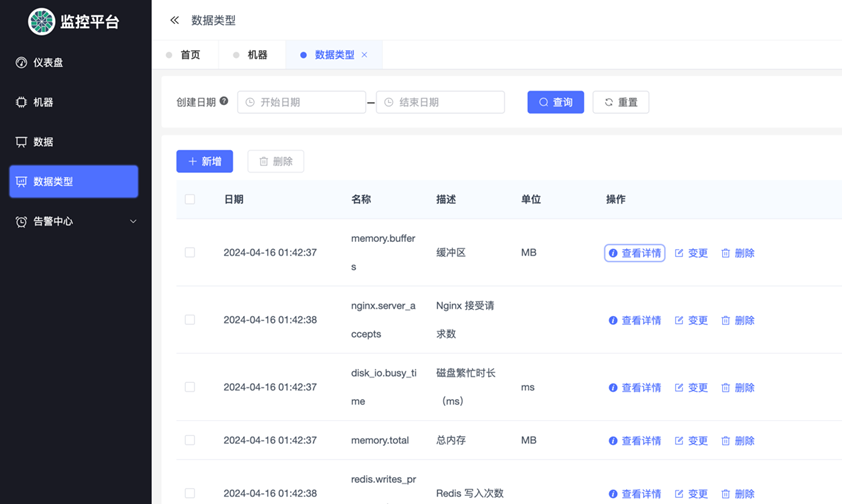 监控平台
仪表盘
机器
数据
数据类型
告警中心
数据类型
首页 机器 数据类型
创建日期 开始日期 结束日期 查询 重置
新增 删除
日期 名称 描述 单位 操作
2024-04-16 01:42:37 memory.buffer
s 缓冲区 MB 查看详情 变更 删除
2024-04-16 01:42:38 nginx.server_a
ccepts Nginx 接受请
求数 查看详情 变更 删除
2024-04-16 01:42:37 disk_io.busy_ti
me 磁盘繁忙时长
（ms） ms 查看详情 变更 删除
2024-04-16 01:42:37 memory.total 总内存 MB 查看详情 变更 删除
2024-04-16 01:42:38 redis.writes_pr
Redis 写入次数 查看详情 变更 删除